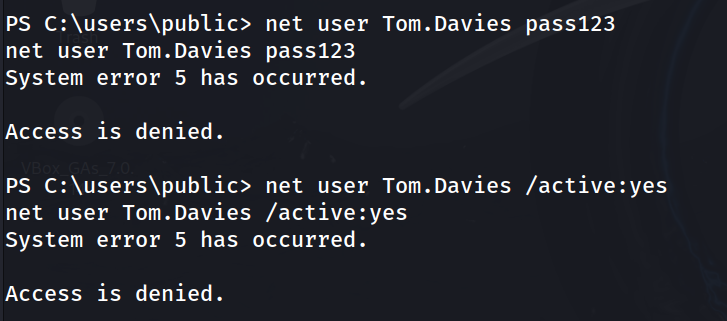 PS C:\users\public> net user Tom.Davies pass123
net user Tom.Davies pass123
System error 5 has occurred.
Access is denied.
VBox_GAs_7.0.
PS C:\users\public> net user Tom.Davies /active:yes
net user Tom.Davies /active:yes
System error 5 has occurred.
Access is denied.